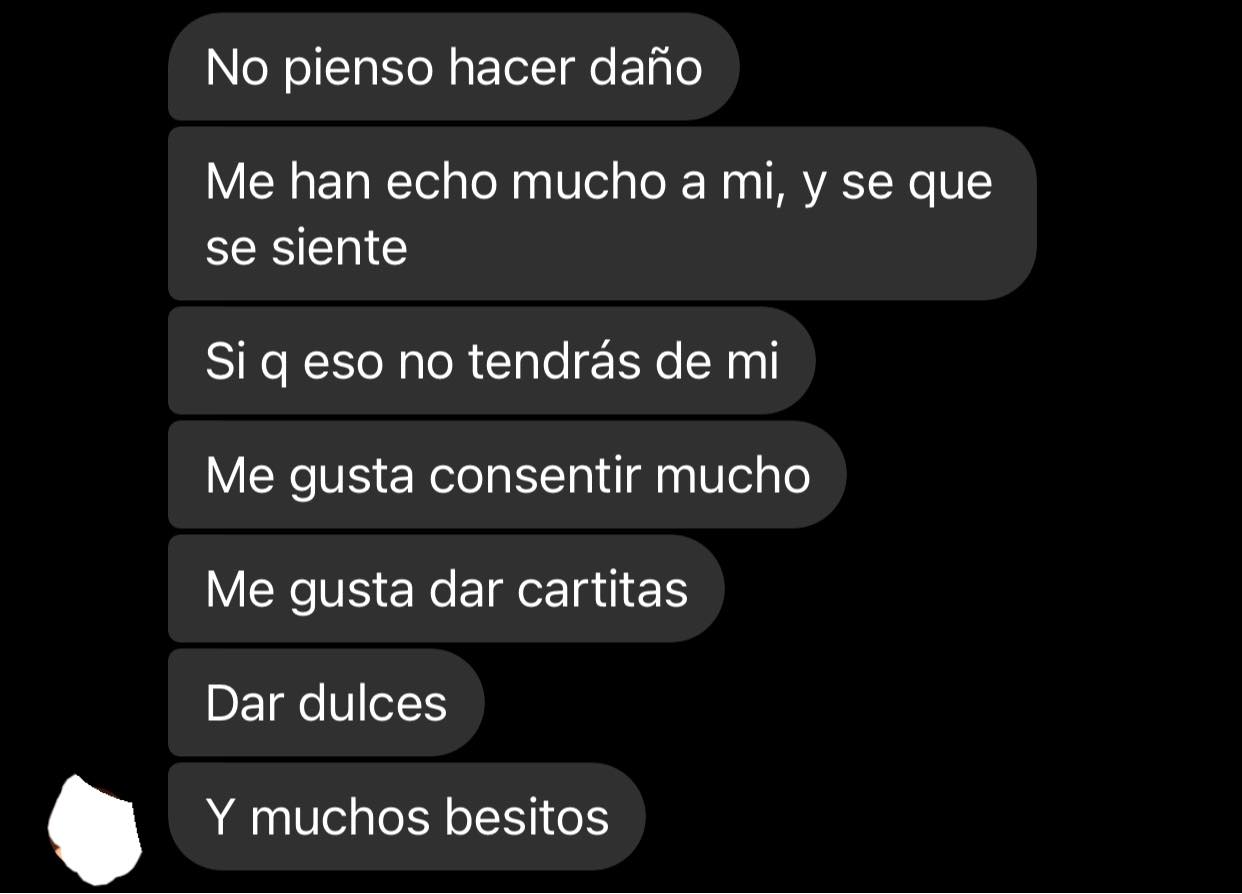 No pienso hacer daño
Me han echo mucho a mi, y se que
se siente
Si q eso no tendrás de mi
Me gusta consentir mucho
Me gusta dar cartitas
Dar dulces
Y muchos besitos